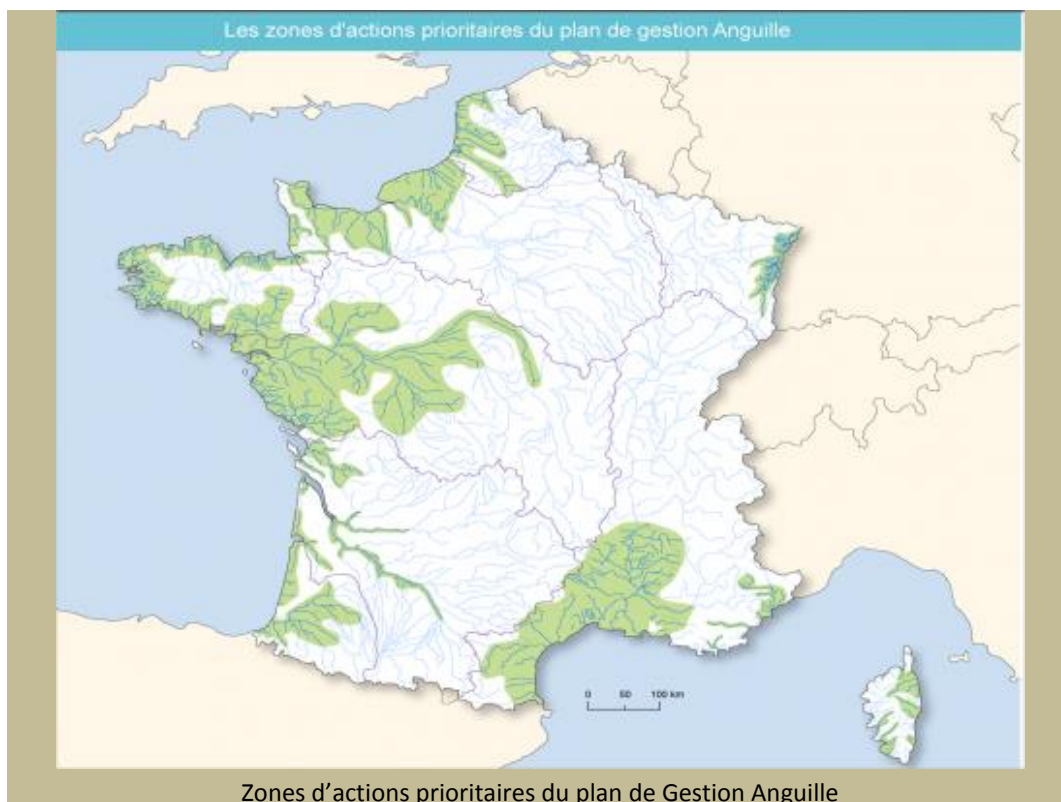 Les zones d'actions prioritaires du plan de gestion Anguille
0 50 100 km
Zones d’actions prioritaires du plan de Gestion Anguille